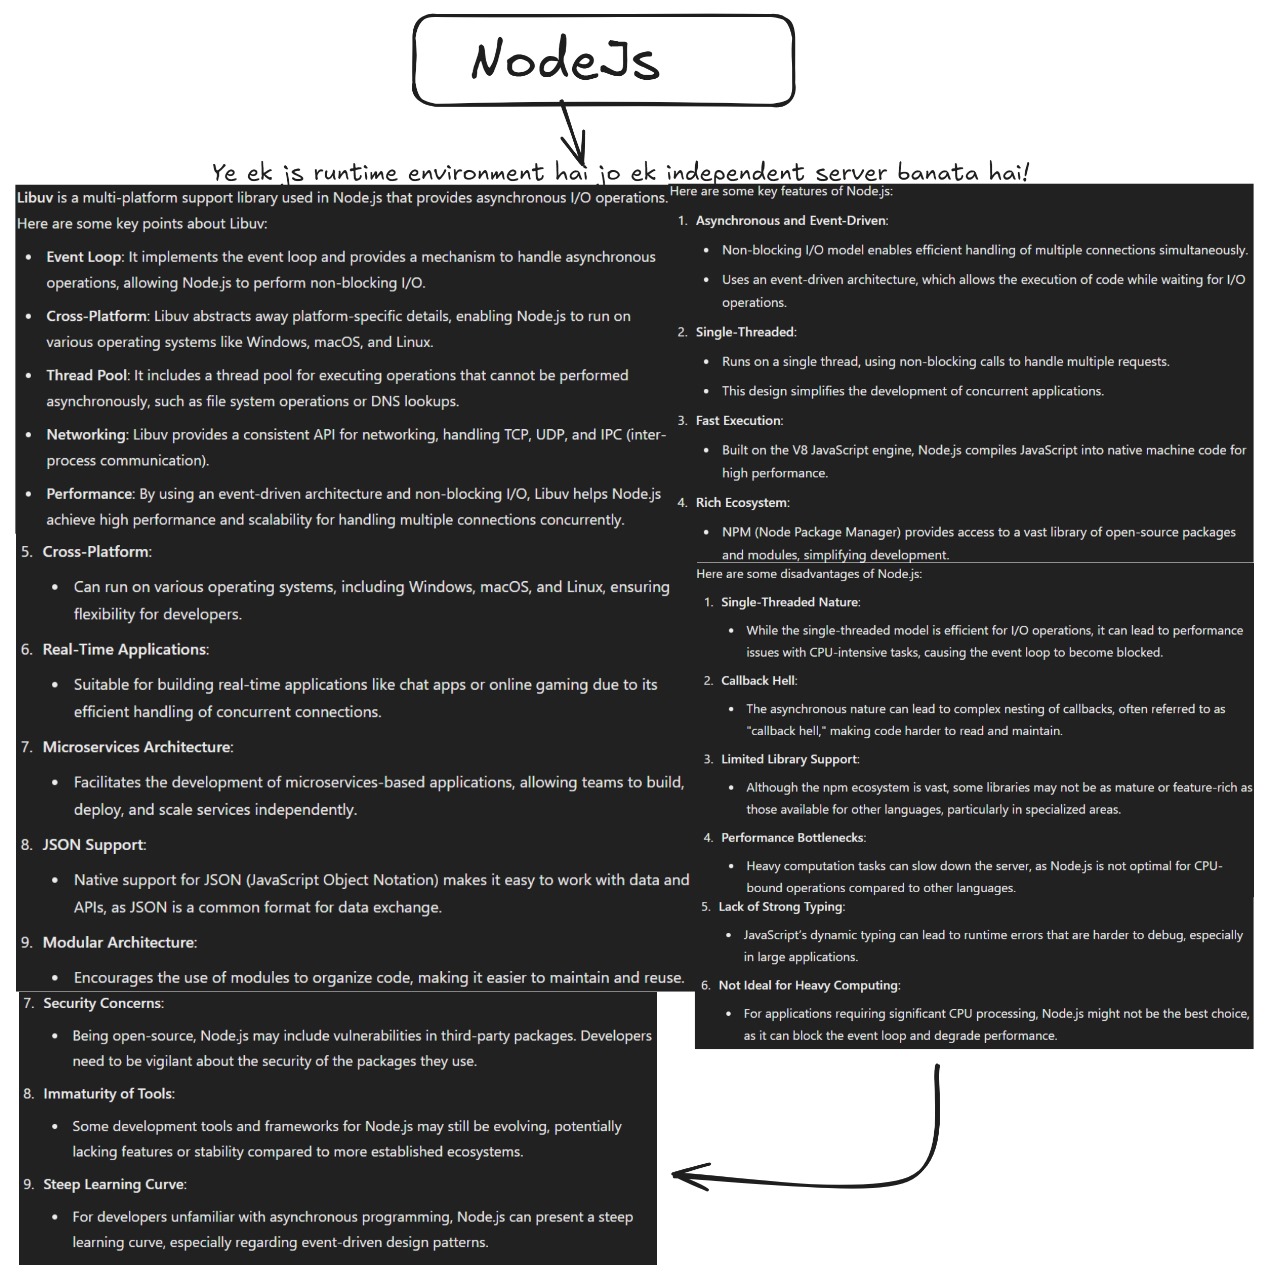 NodeJs
Ye ek js runtime environment hai jo ek independent server banata hai!
Libuv is a multi-platform support library used in Node.js that provides asynchronous I/O operations.
Here are some key points about Libuv:
• Event Loop: It implements the event loop and provides a mechanism to handle asynchronous
operations, allowing Node.js to perform non-blocking I/O.
• Cross-Platform: Libuv abstracts away platform-specific details, enabling Node.js to run on
various operating systems like Windows, macOS, and Linux.
• Thread Pool: It includes a thread pool for executing operations that cannot be performed
asynchronously, such as file system operations or DNS lookups.
• Networking: Libuv provides a consistent API for networking, handling TCP, UDP, and IPC (inter-
process communication).
• Performance: By using an event-driven architecture and non-blocking I/O, Libuv helps Node.js
achieve high performance and scalability for handling multiple connections concurrently.
Here are some key features of Node.js:
1. Asynchronous and Event-Driven:
• Non-blocking I/O model enables efficient handling of multiple connections simultaneously.
• Uses an event-driven architecture, which allows the execution of code while waiting for I/O
operations.
2. Single-Threaded:
• Runs on a single thread, using non-blocking calls to handle multiple requests.
• This design simplifies the development of concurrent applications.
3. Fast Execution:
• Built on the V8 JavaScript engine, Node.js compiles JavaScript into native machine code for
high performance.
4. Rich Ecosystem:
• NPM (Node Package Manager) provides access to a vast library of open-source packages
and modules, simplifying development.
5. Cross-Platform:
• Can run on various operating systems, including Windows, macOS, and Linux, ensuring
flexibility for developers.
6. Real-Time Applications:
• Suitable for building real-time applications like chat apps or online gaming due to its
efficient handling of concurrent connections.
7. Microservices Architecture:
• Facilitates the development of microservices-based applications, allowing teams to build,
deploy, and scale services independently.
8. JSON Support:
• Native support for JSON (JavaScript Object Notation) makes it easy to work with data and
APIs, as JSON is a common format for data exchange.
9. Modular Architecture:
• Encourages the use of modules to organize code, making it easier to maintain and reuse.
Here are some disadvantages of Node.js:
1. Single-Threaded Nature:
• While the single-threaded model is efficient for I/O operations, it can lead to performance
issues with CPU-intensive tasks, causing the event loop to become blocked.
2. Callback Hell:
• The asynchronous nature can lead to complex nesting of callbacks, often referred to as
"callback hell," making code harder to read and maintain.
3. Limited Library Support:
• Although the npm ecosystem is vast, some libraries may not be as mature or feature-rich as
those available for other languages, particularly in specialized areas.
4. Performance Bottlenecks:
• Heavy computation tasks can slow down the server, as Node.js is not optimal for CPU-
bound operations compared to other languages.
5. Lack of Strong Typing:
• JavaScript's dynamic typing can lead to runtime errors that are harder to debug, especially
in large applications.
6. Not Ideal for Heavy Computing:
• For applications requiring significant CPU processing, Node.js might not be the best choice,
as it can block the event loop and degrade performance.
7. Security Concerns:
• Being open-source, Node.js may include vulnerabilities in third-party packages. Developers
need to be vigilant about the security of the packages they use.
8. Immaturity of Tools:
• Some development tools and frameworks for Node.js may still be evolving, potentially
lacking features or stability compared to more established ecosystems.
9. Steep Learning Curve:
• For developers unfamiliar with asynchronous programming, Node.js can present a steep
learning curve, especially regarding event-driven design patterns.